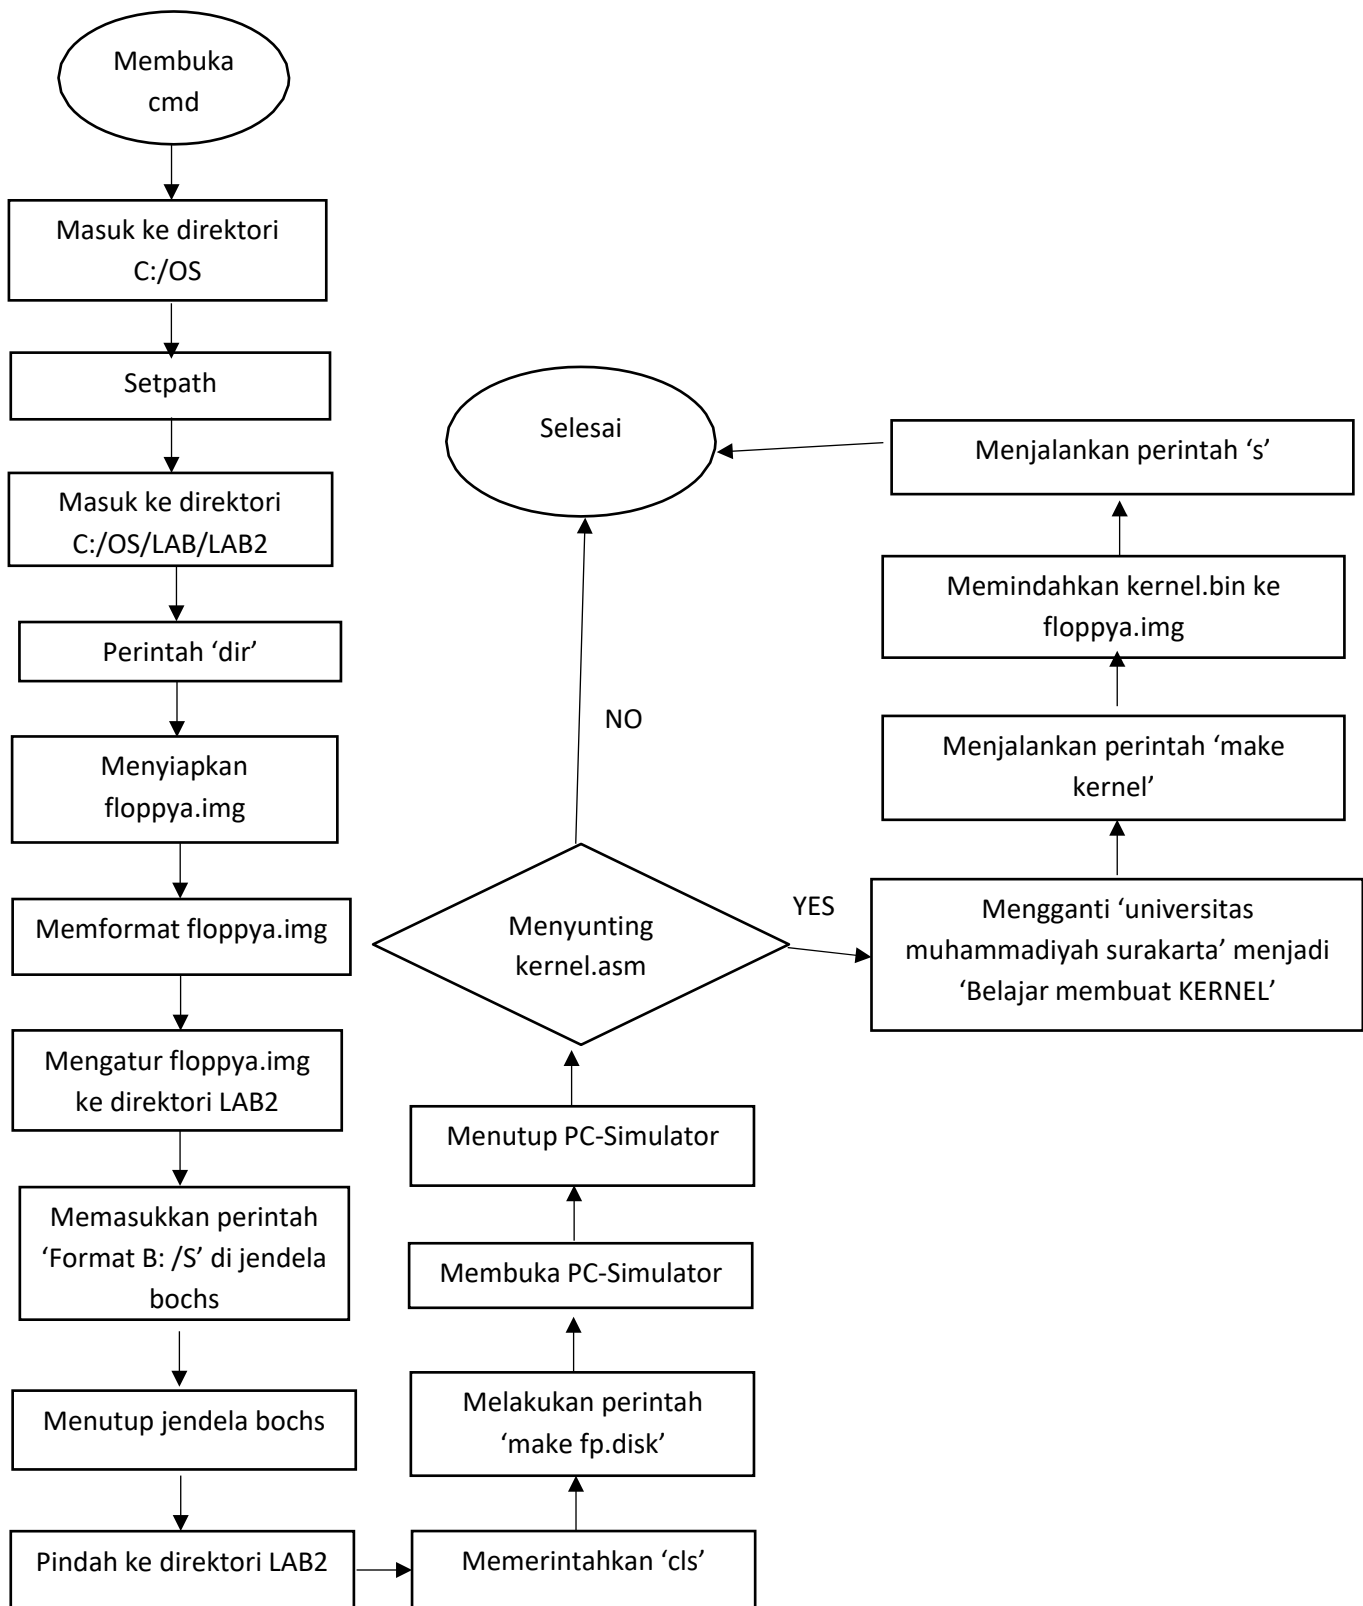 Membuka
cmd
Masuk ke direktori
C:/OS
Setpath
Masuk ke direktori
C:/OS/LAB/LAB2
Perintah ‘dir’
Menyiapkan
floppya.img
Memformat floppya.img
Mengatur floppya.img
ke direktori LAB2
Memasukkan perintah
‘Format B: /S’ di jendela
bochs
Menutup jendela bochs
Pindah ke direktori LAB2
Memerintahkan ‘cls’
Melakukan perintah
‘make fp.disk’
Membuka PC-Simulator
Menutup PC-Simulator
Menyunting
kernel.asm
NO
YES
Selesai
Mengganti ‘universitas
muhammadiyah surakarta’ menjadi
‘Belajar membuat KERNEL’
Menjalankan perintah ‘make
kernel’
Memindahkan kernel.bin ke
floppya.img
Menjalankan perintah ‘s’